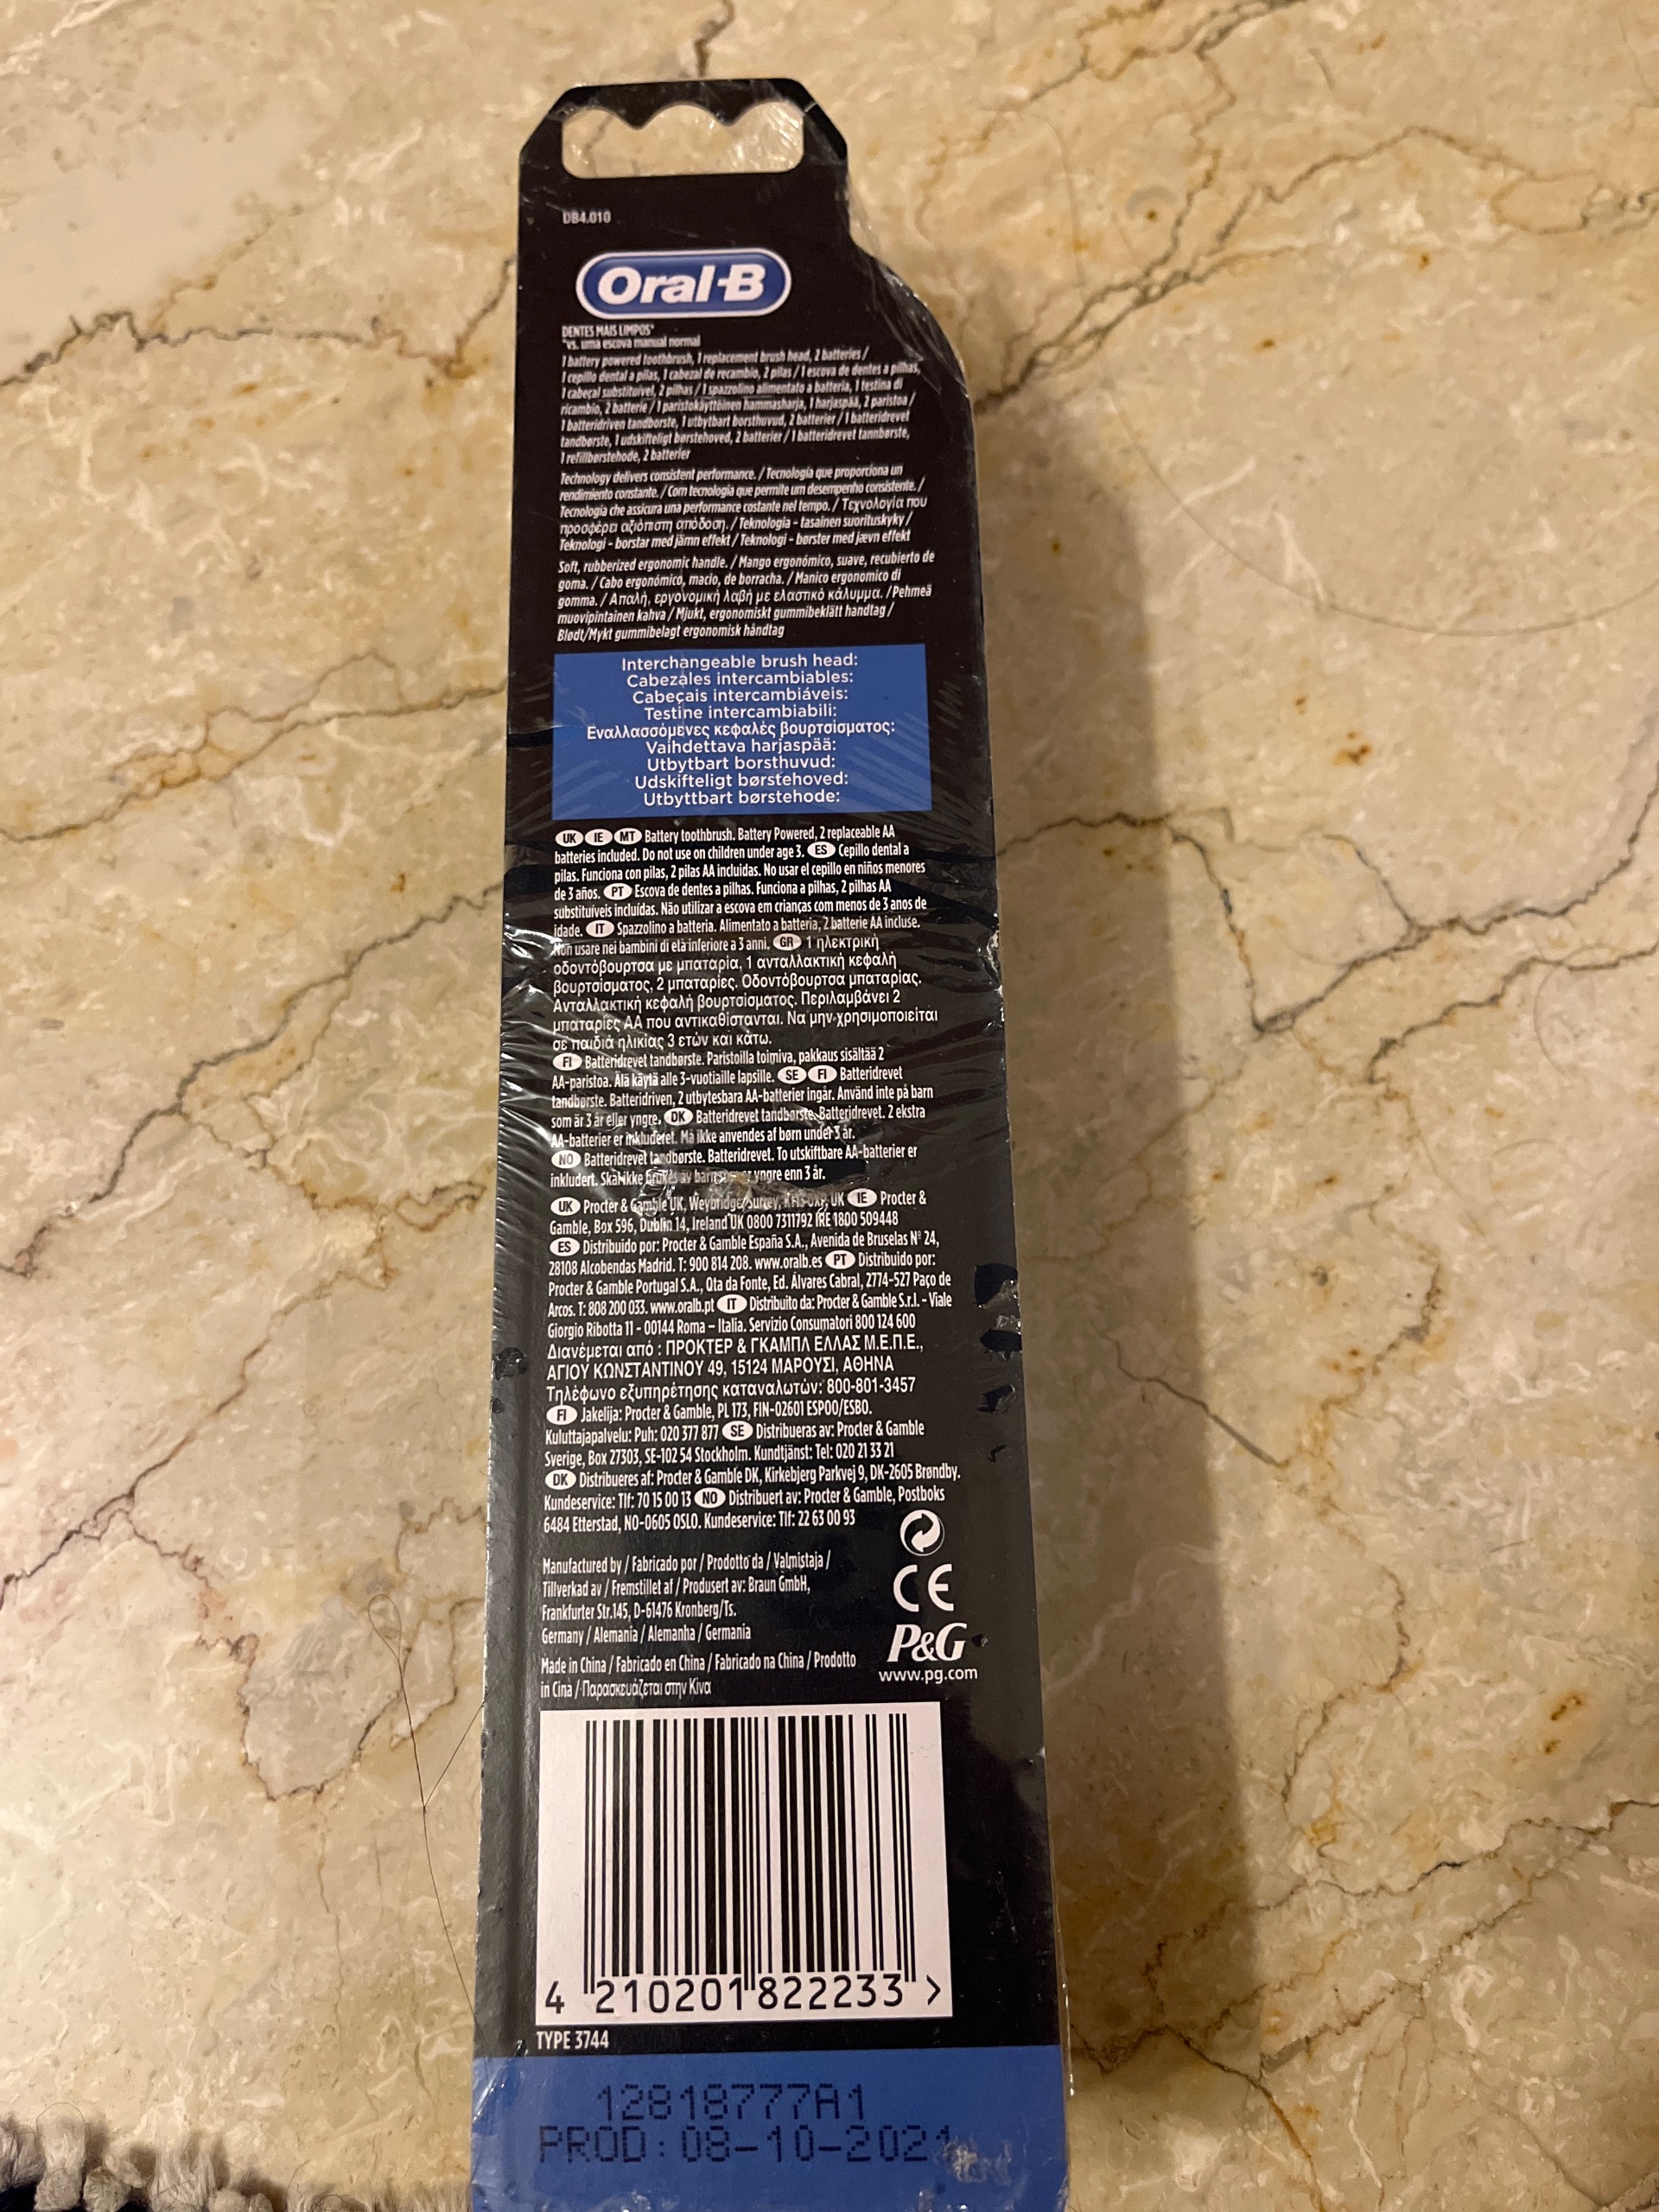 DB4.010
Oral-B
DENTES MAIS LIMPOS*
*vs. uma escova manual normal
1 battery powered toothbrush, 1 replacement brush head, 2 batteries /
1 cepillo dental a pilas, 1 cabezal de recambio, 2 pilas / 1 escova de dentes a pilhas,
1 cabeçal substituível, 2 pilhas / 1 spazzolino alimentato a batteria, 1 testina di
ricambio, 2 batterie / 1 paristokäyttöinen hammasharja, 1 harjaspää, 2 paristoa /
1 batteridriven tandborste, 1 utbytbart borsthuvud, 2 batterier / 1 batteridrevet
tandbørste, 1 udskifteligt børstehoved, 2 batterier / 1 batteridrevet tannbørste,
1 refillbørstehode, 2 batterier
Technology delivers consistent performance. / Tecnología que proporciona un
rendimiento constante. / Com tecnologia que permite um desempenho consistente. /
Tecnologia che assicura una performance costante nel tempo. / Τεχνολογία που
προσφέρει αξιόπιστη απόδοση. / Teknologia - tasainen suorituskyky /
Teknologi - borstar med jämn effekt / Teknologi - børster med jævn effekt
Soft, rubberized ergonomic handle. / Mango ergonómico, suave, recubierto de
goma. / Cabo ergonómico, macio, de borracha. / Manico ergonomico di
gomma. / Απαλή, εργονομική λαβή με ελαστικό κάλυμμα. / Pehmeä
muovipintainen kahva / Mjukt, ergonomiskt gummibeklätt handtag /
Blødt/Mykt gummibelagt ergonomisk håndtag
Interchangeable brush head:
Cabezales intercambiables:
Cabeçais intercambiáveis:
Testine intercambiabili:
Εναλλασσόμενες κεφαλές βουρτσίσματος:
Vaihdettava harjaspää:
Utbytbart borsthuvud:
Udskifteligt børstehoved:
Utbyttbart børstehode:
UK IE MT Battery toothbrush. Battery Powered, 2 replaceable AA
batteries included. Do not use on children under age 3. ES Cepillo dental a
pilas. Funciona con pilas, 2 pilas AA incluidas. No usar el cepillo en niños menores
de 3 años. PT Escova de dentes a pilhas. Funciona a pilhas, 2 pilhas AA
substituíveis incluídas. Não utilizar a escova em crianças com menos de 3 anos de
idade. IT Spazzolino a batteria. Alimentato a batteria, 2 batterie AA incluse.
Non usare nei bambini di età inferiore a 3 anni. GR 1 ηλεκτρική
οδοντόβουρτσα με μπαταρία, 1 ανταλλακτική κεφαλή
βουρτσίσματος, 2 μπαταρίες. Οδοντόβουρτσα μπαταρίας.
Ανταλλακτική κεφαλή βουρτσίσματος. Περιλαμβάνει 2
μπαταρίες ΑΑ που αντικαθίστανται. Να μην χρησιμοποιείται
σε παιδιά ηλικίας 3 ετών και κάτω.
FI Batteridrevet tandbørste. Paristoilla toimiva, pakkaus sisältää 2
AA-paristoa. Älä käytä alle 3-vuotiaille lapsille. SE FI Batteridrevet
tandbørste. Batteridriven, 2 utbytesbara AA-batterier ingår. Använd inte på barn
som är 3 år eller yngre. DK Batteridrevet tandbørste. Batteridrevet. 2 ekstra
AA-batterier er inkluderet. Må ikke anvendes af børn under 3 år.
NO Batteridrevet tandbørste. Batteridrevet. To utskiftbare AA-batterier er
inkludert. Skal ikke brukes av barn yngre enn 3 år.
UK Procter & Gamble UK, Weybridge, Surrey, UK IE Procter &
Gamble, Box 596, Dublin 14, Ireland UK 0800 7311792 IRE 1800 509448
ES Distribuido por: Procter & Gamble España S.A., Avenida de Bruselas Nº 24,
28108 Alcobendas Madrid. T: 900 814 208. www.oralb.es PT Distribuido por:
Procter & Gamble Portugal S.A., Qta da Fonte, Ed. Álvares Cabral, 2774-527 Paço de
Arcos. T: 808 200 033. www.oralb.pt IT Distribuito da: Procter & Gamble S.r.l. - Viale
Giorgio Ribotta 11 - 00144 Roma – Italia. Servizio Consumatori 800 124 600
Διανέμεται από : ΠΡΟΚΤΕΡ & ΓΚΑΜΠΛ ΕΛΛΑΣ Μ.Ε.Π.Ε.,
ΑΓΙΟΥ ΚΩΝΣΤΑΝΤΙΝΟΥ 49, 15124 ΜΑΡΟΥΣΙ, ΑΘΗΝΑ
Τηλέφωνο εξυπηρέτησης καταναλωτών: 800-801-3457
FI Jakelija: Procter & Gamble, PL 173, FIN-02601 ESPOO/ESBO.
Kuluttajapalvelu: Puh: 020 377 877 SE Distribueras av: Procter & Gamble
Sverige, Box 27303, SE-102 54 Stockholm. Kundtjänst: Tel: 020 21 33 21
DK Distribueres af: Procter & Gamble DK, Kirkebjerg Parkvej 9, DK-2605 Brøndby.
Kundeservice: Tlf: 70 15 00 13 NO Distribuert av: Procter & Gamble, Postboks
6484 Etterstad, NO-0605 OSLO. Kundeservice: Tlf: 22 63 00 93
Manufactured by / Fabricado por / Prodotto da / Valmistaja /
Tillverkad av / Fremstillet af / Produsert av: Braun GmbH,
Frankfurter Str.145, D-61476 Kronberg/Ts.
Germany / Alemania / Alemanha / Germania
CE
P&G
www.pg.com
Made in China / Fabricado en China / Fabricado na China / Prodotto
in Cina / Παρασκευάζεται στην Κίνα
4 210201 822233 >
TYPE 3744
12818777A1
PROD:08-10-2021